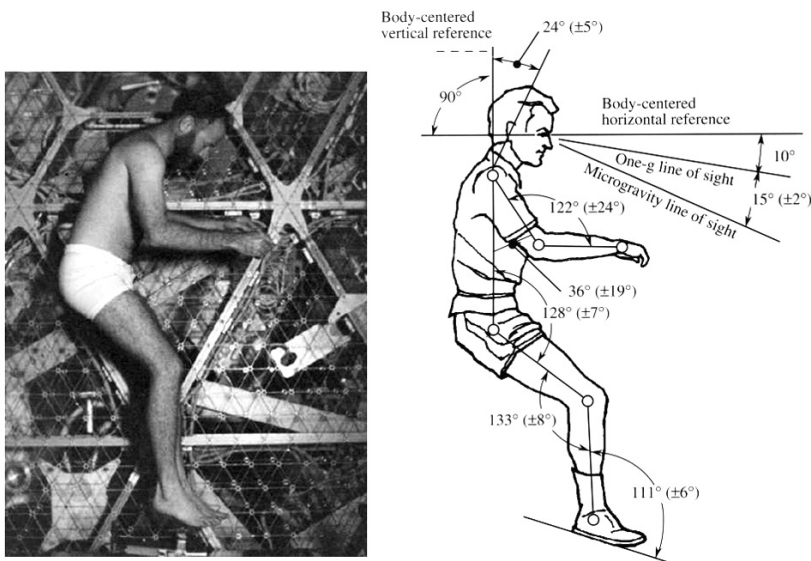 Body-centered
vertical reference
24° (±5°)
90°
Body-centered
horizontal reference
10°
One-g line of sight
Microgravity line of sight
15° (±2°)
122° (±24°)
36° (±19°)
128° (±7°)
133° (±8°)
111° (±6°)